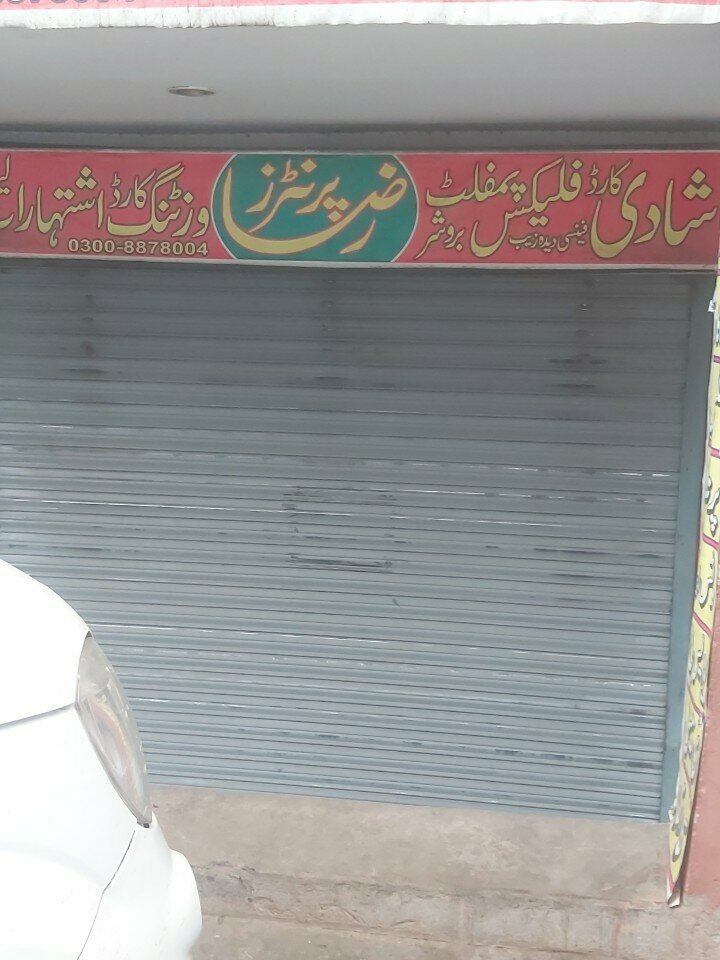 شادی کارڈ فلیکس پمفلٹ
فینسی دیدہ زیب بروشر
رضا پرنٹرز
وزٹنگ کارڈ اشتہارات
0300-8878004